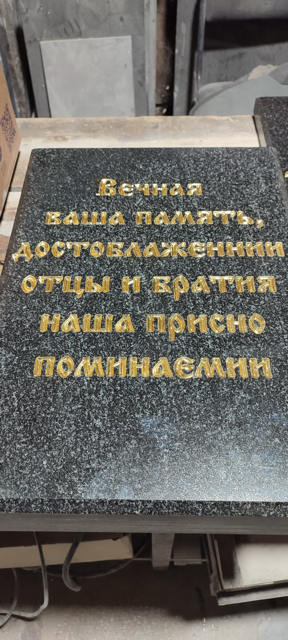 Вечная
ваша память,
достоблаженнии
отцы и братия
наша присно
поминаемии